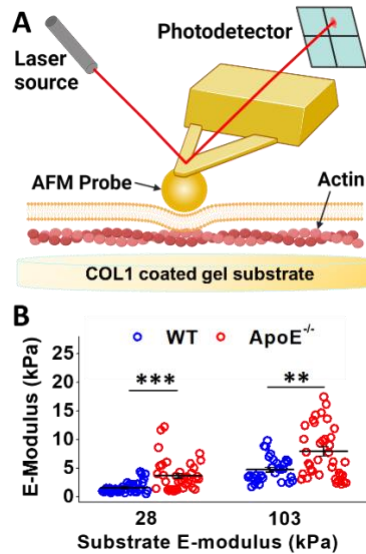 A
Photodetector
Laser
source
AFM Probe
Actin
COL1 coated gel substrate
B
WT ApoE⁻/⁻
*** **
E-Modulus (kPa)
25
20
15
10
5
0
28 103
Substrate E-modulus (kPa)